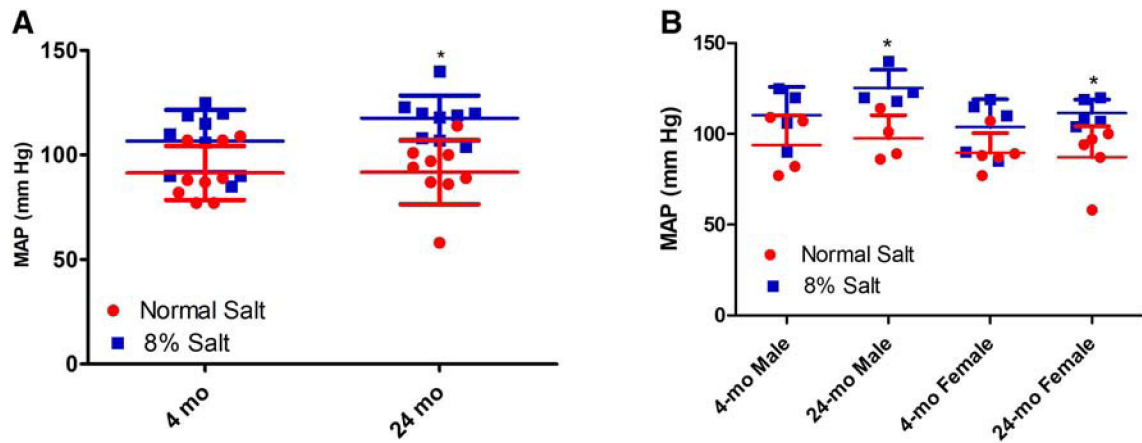 A
MAP (mm Hg)
150
100
50
0
*
Normal Salt
8% Salt
4 mo
24 mo
B
MAP (mm Hg)
150
100
50
0
*
*
Normal Salt
8% Salt
4-mo Male
24-mo Male
4-mo Female
24-mo Female